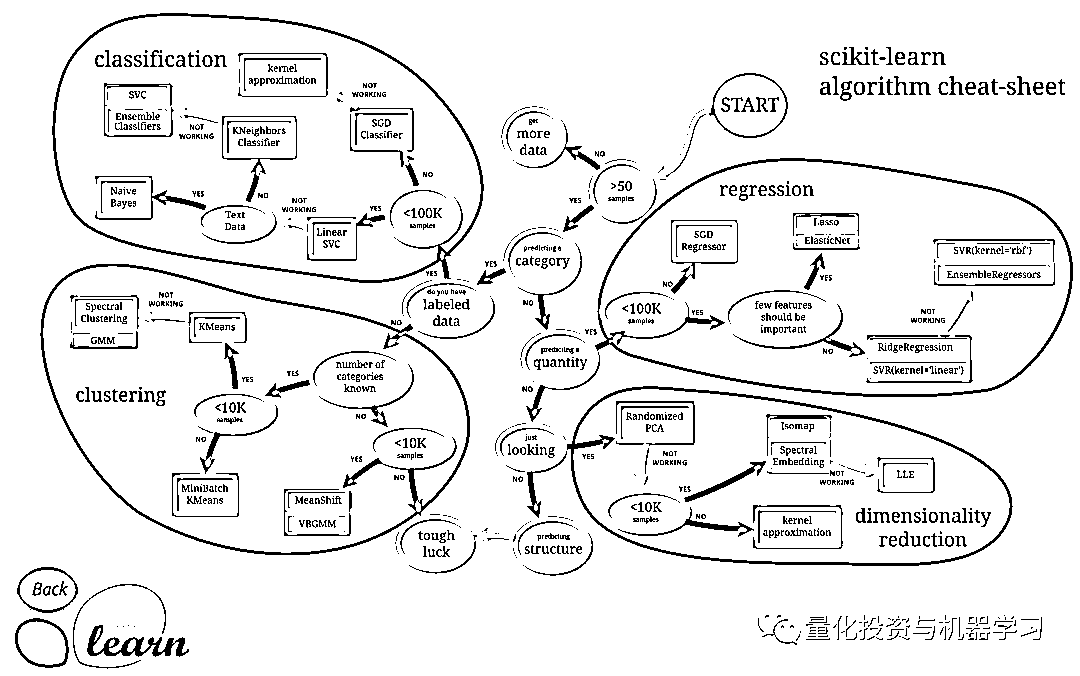 scikit-learn
algorithm cheat-sheet
START
classification
kernel
approximation
NOT
WORKING
SVC
Ensemble
Classifiers
NOT
WORKING
KNeighbors
Classifier
SGD
Classifier
NO
Naive
Bayes
YES
Text
Data
NO
NOT
WORKING
Linear
SVC
YES
<100K
samples
get
more
data
NO
>50
samples
YES
predicting a
category
YES
NO
do you have
labeled
data
YES
NO
predicting a
quantity
YES
NO
just
looking
YES
NO
predicting
structure
tough
luck
regression
SGD
Regressor
NO
<100K
samples
YES
Lasso
ElasticNet
YES
few features
should be
important
NO
SVR(kernel='rbf')
EnsembleRegressors
NOT
WORKING
RidgeRegression
SVR(kernel='linear')
clustering
Spectral
Clustering
GMM
NOT
WORKING
KMeans
YES
<10K
samples
NO
MiniBatch
KMeans
YES
number of
categories
known
NO
<10K
samples
YES
NO
MeanShift
VBGMM
dimensionality
reduction
Randomized
PCA
NOT
WORKING
<10K
samples
YES
NO
Isomap
Spectral
Embedding
NOT
WORKING
LLE
kernel
approximation
Back
learn
量化投资与机器学习